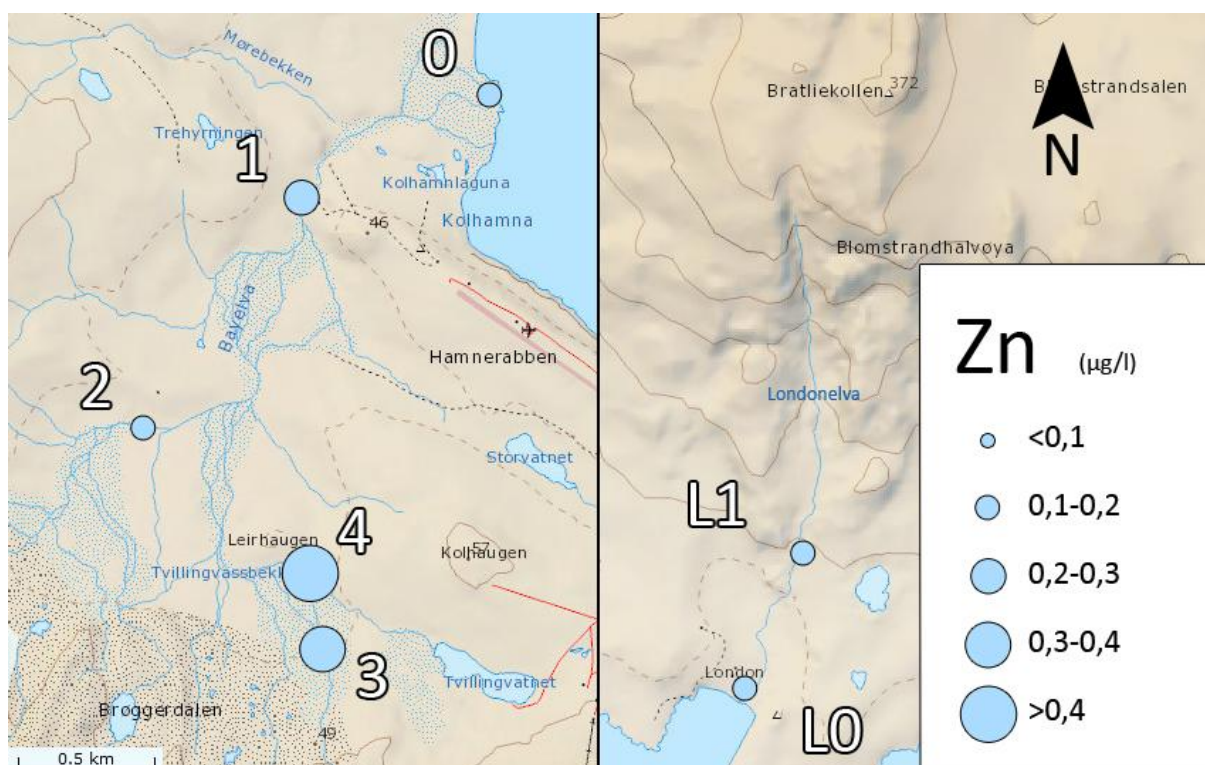 Mørebekken
0
Trehyrningen
1
Kolhamnlaguna
Kolhamna
46
Bayelva
Hamnerabben
2
Storvatnet
Leirhaugen
4
Kolhaugen
57
3
Tvillingvatnet
Brøggerdalen
49
0.5 km
Bratliekollen
372
N
Blomstrandhalvøya
Londonelva
L1
London
L0
Zn (µg/l)
<0,1
0,1-0,2
0,2-0,3
0,3-0,4
>0,4